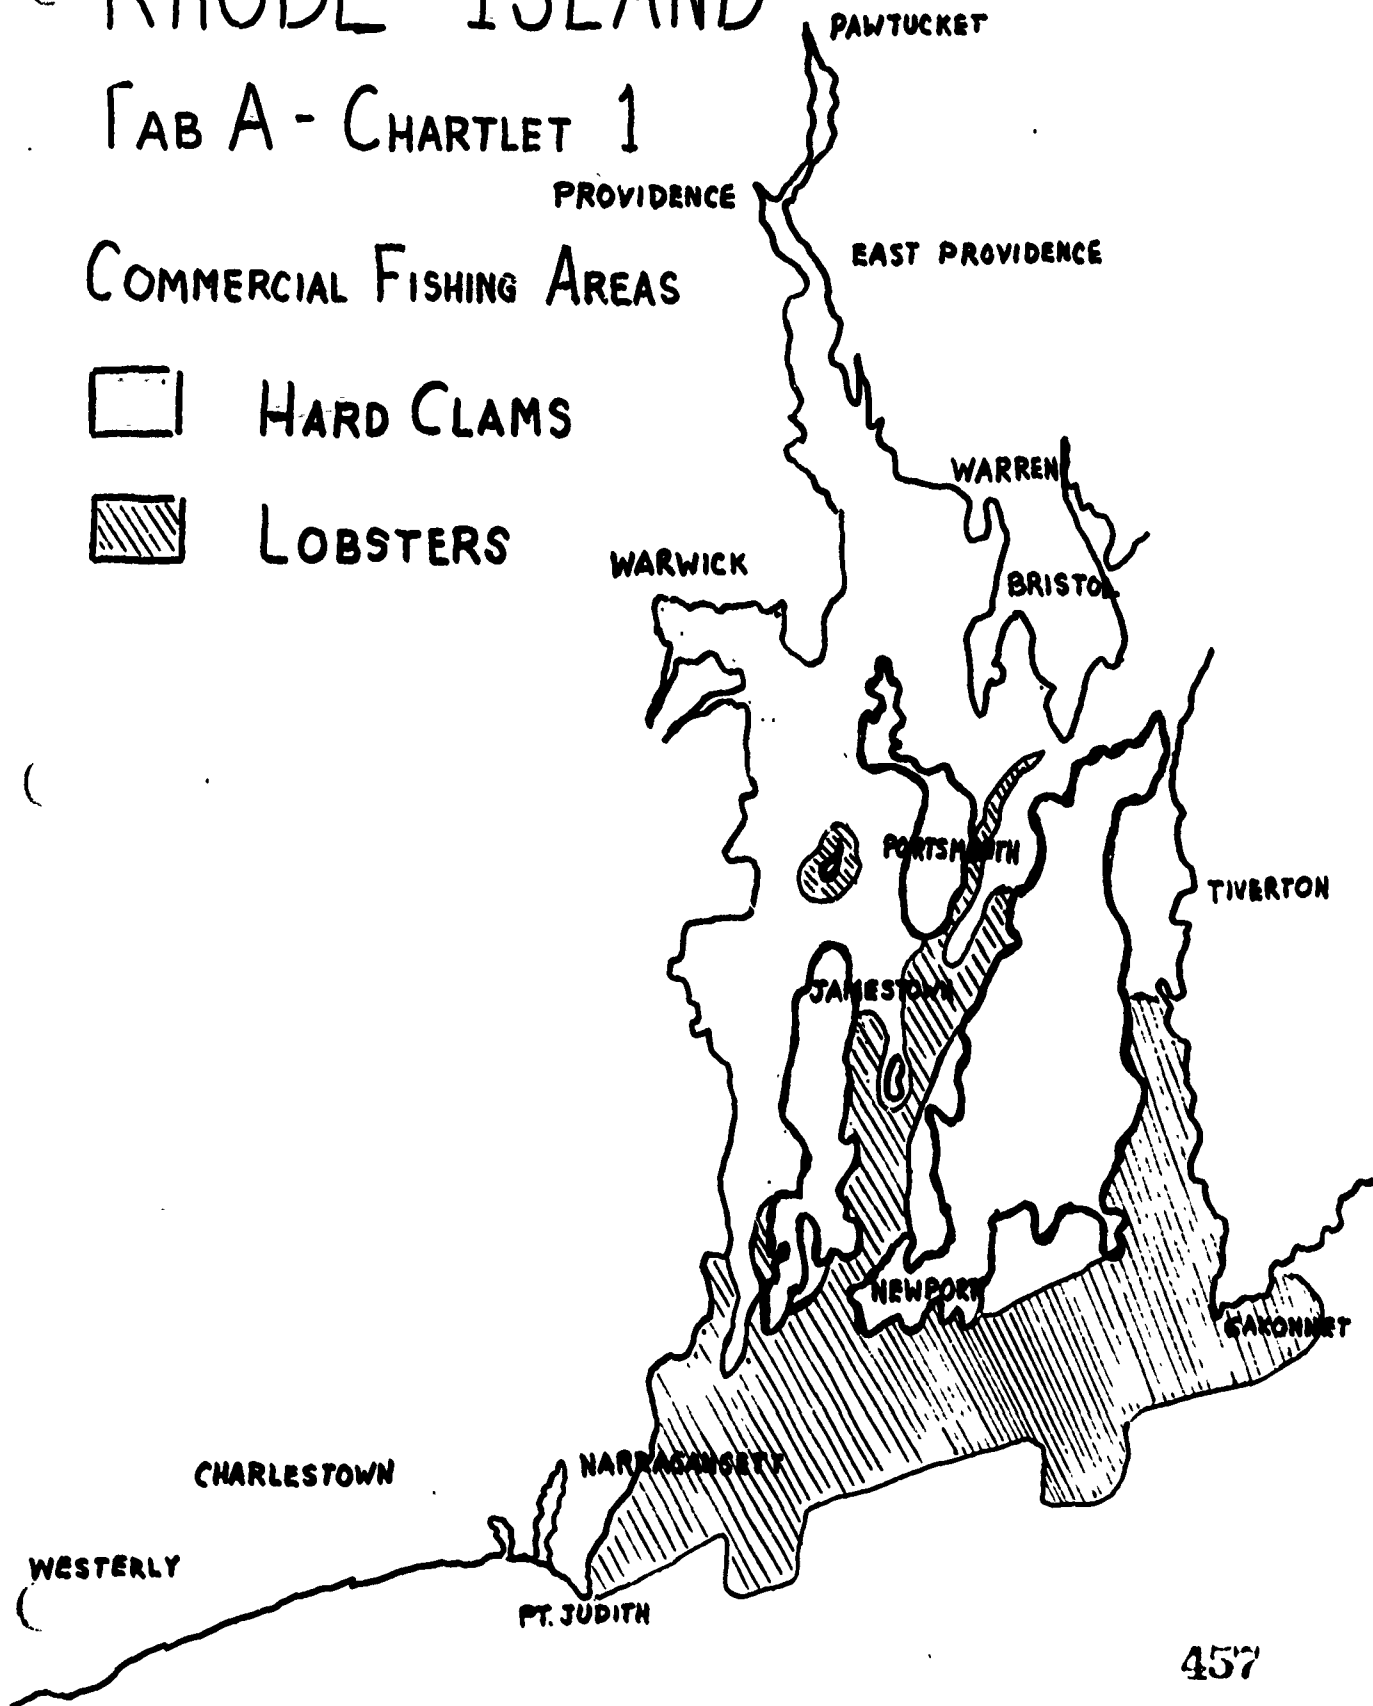 RHODE ISLAND
TAB A - CHARTLET 1
COMMERCIAL FISHING AREAS
HARD CLAMS
LOBSTERS
PAWTUCKET
PROVIDENCE
EAST PROVIDENCE
WARREN
WARWICK
BRISTOL
PORTSMOUTH
TIVERTON
JAMESTOWN
NEWPORT
SAKONNET
NARRAGANSETT
CHARLESTOWN
WESTERLY
PT. JUDITH
457